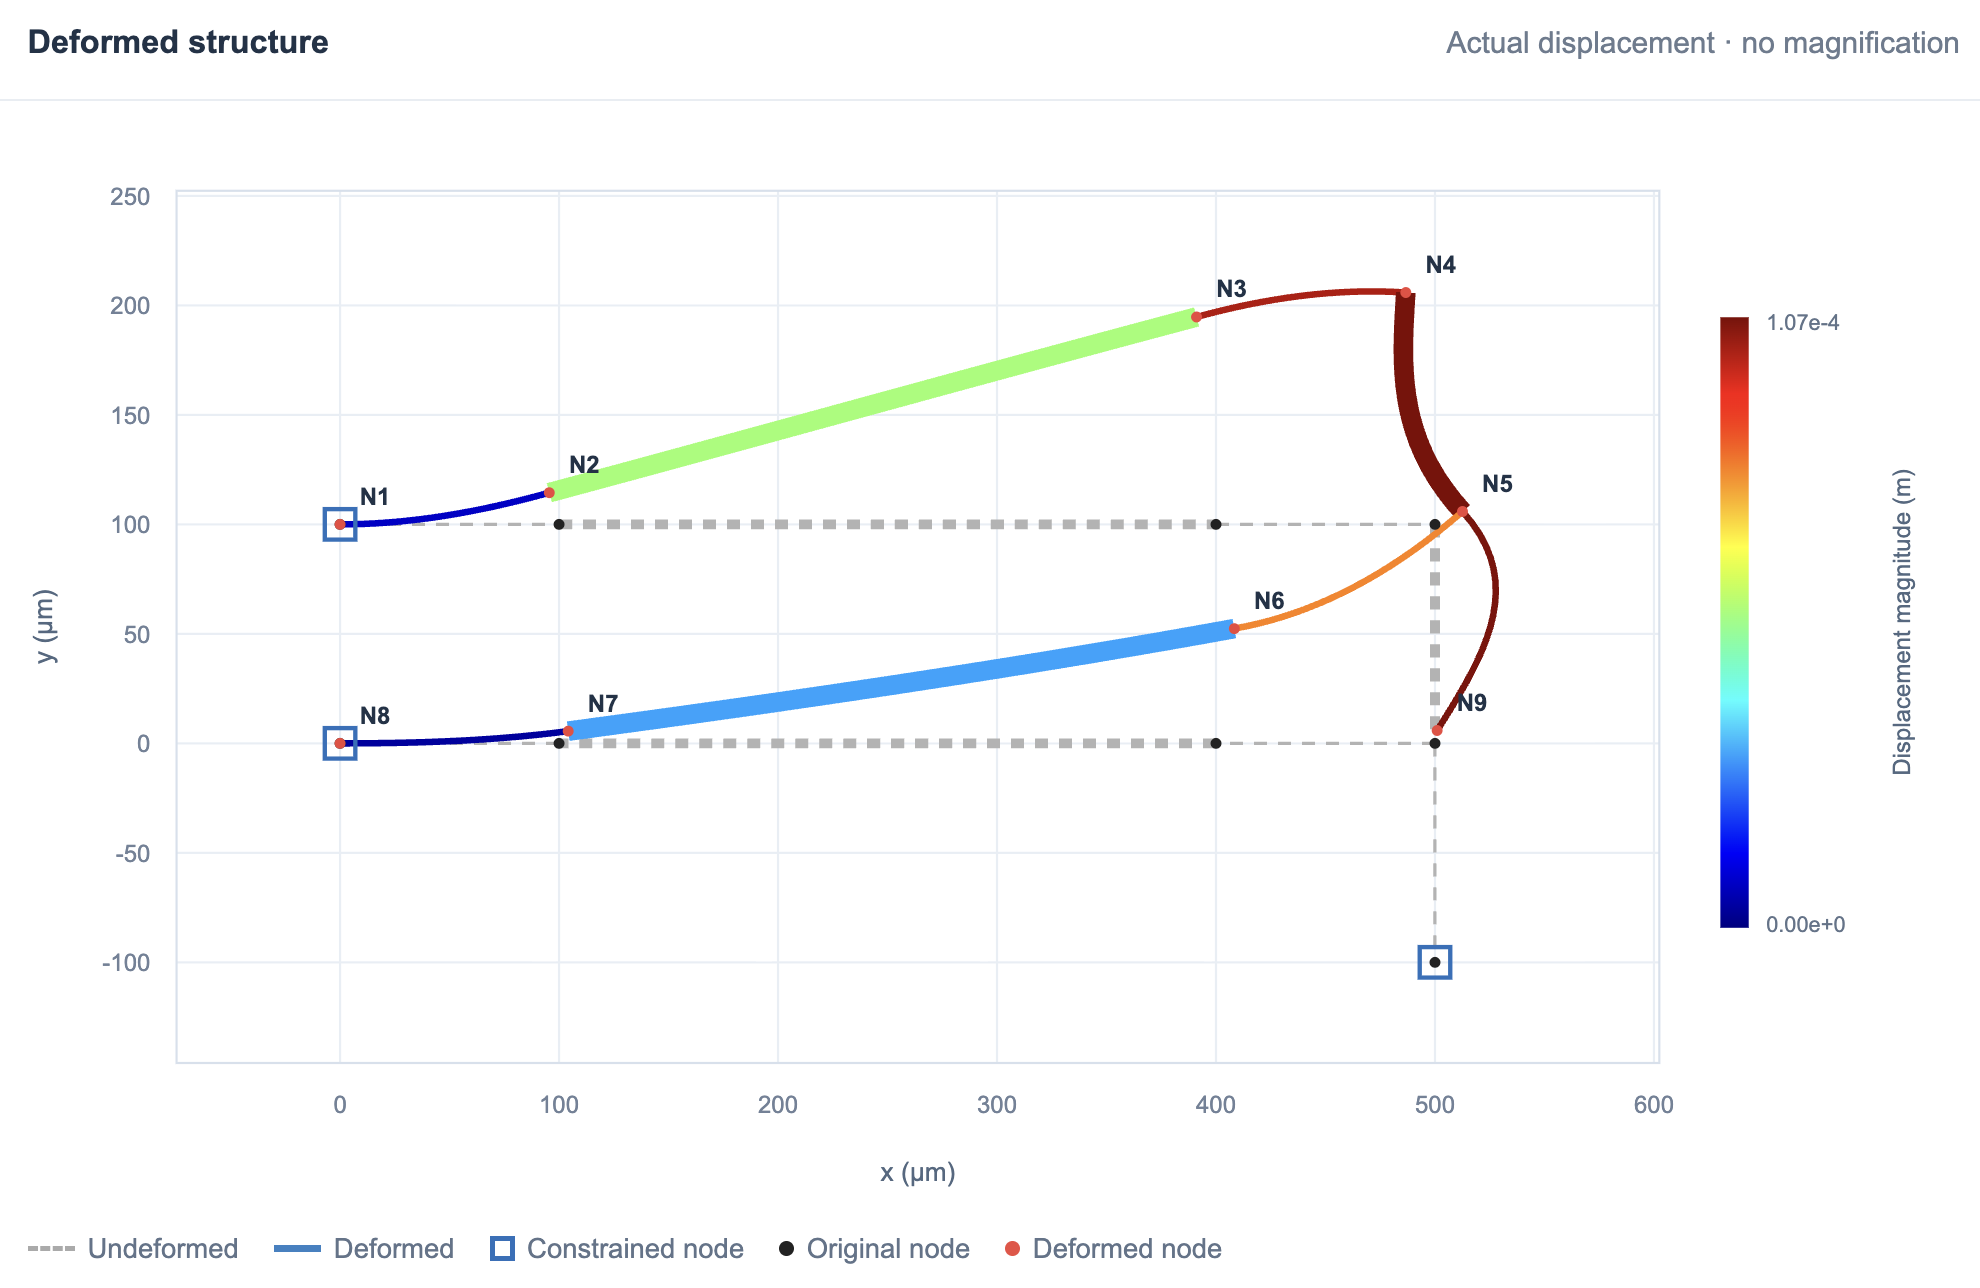 Deformed structure
Actual displacement · no magnification
250
200
150
100
50
0
-50
-100
y (μm)
N1
N2
N3
N4
N5
N6
N7
N8
N9
0
100
200
300
400
500
600
x (μm)
1.07e-4
0.00e+0
Displacement magnitude (m)
Undeformed
Deformed
Constrained node
Original node
Deformed node